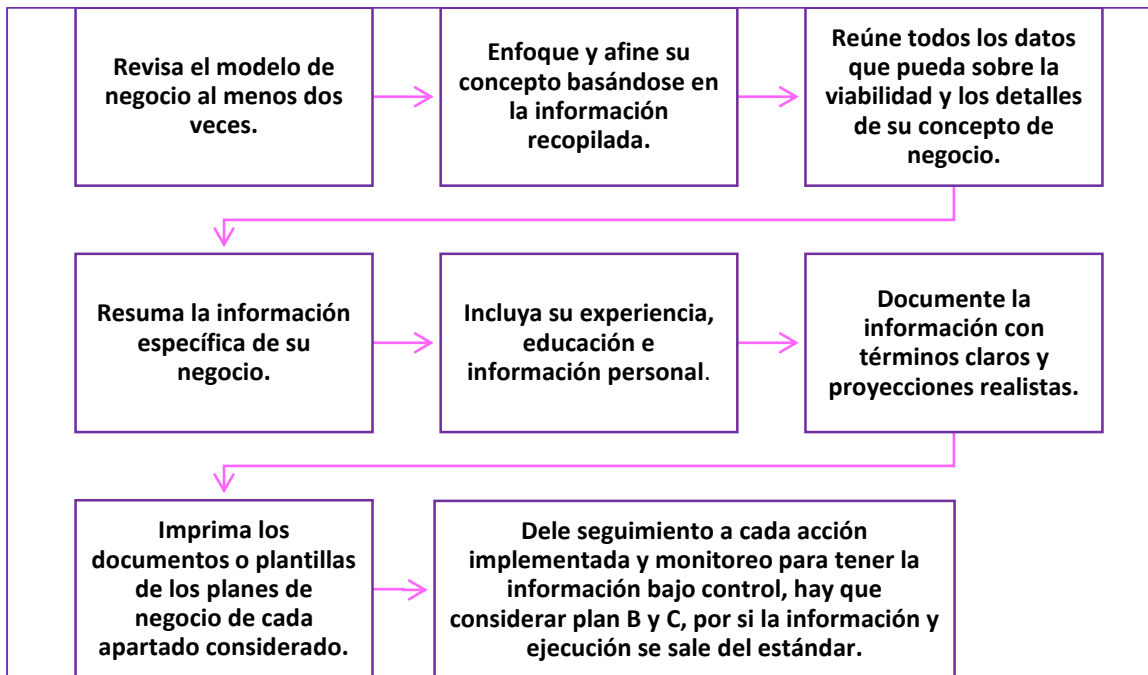 Revisa el modelo de
negocio al menos dos
veces.
Enfoque y afine su
concepto basándose en
la información
recopilada.
Reúne todos los datos
que pueda sobre la
viabilidad y los detalles
de su concepto de
negocio.
Resuma la información
específica de su
negocio.
Incluya su experiencia,
educación e
información personal.
Documente la
información con
términos claros y
proyecciones realistas.
Imprima los
documentos o plantillas
de los planes de
negocio de cada
apartado considerado.
Dele seguimiento a cada acción
implementada y monitoreo para tener la
información bajo control, hay que
considerar plan B y C, por si la información y
ejecución se sale del estándar.